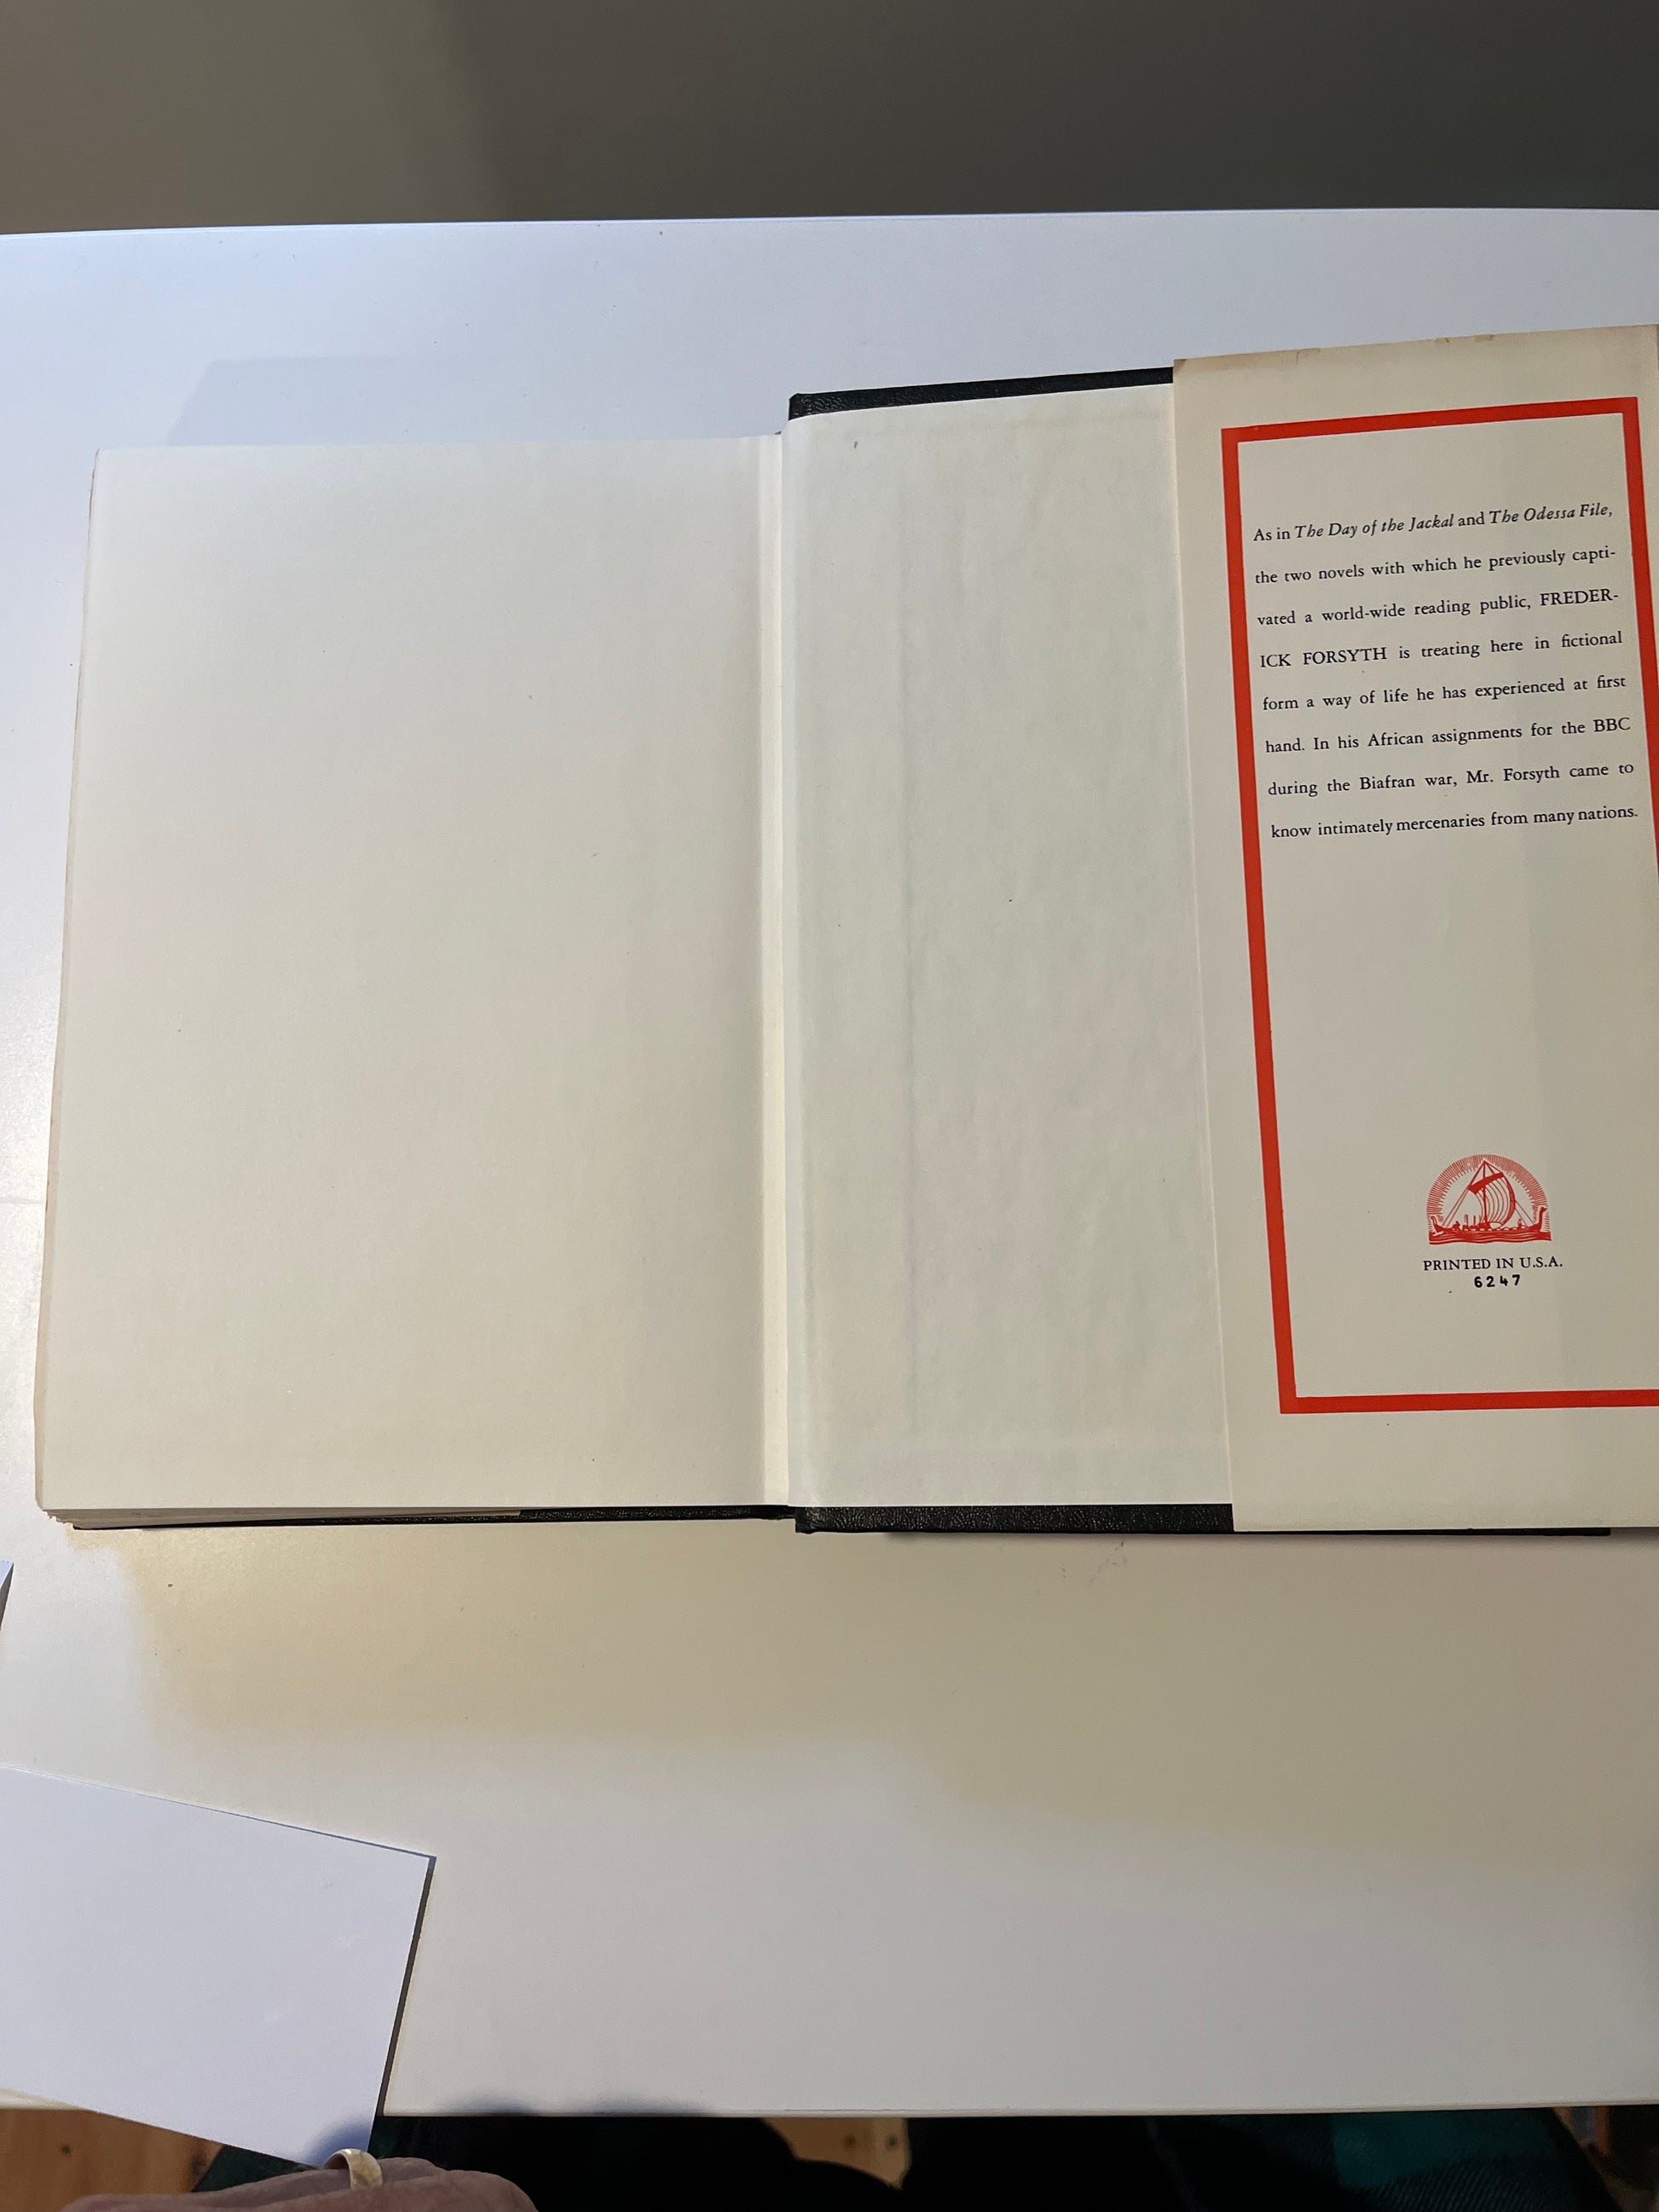 As in The Day of the Jackal and The Odessa File,
the two novels with which he previously capti-
vated a world-wide reading public, FREDER-
ICK FORSYTH is treating here in fictional
form a way of life he has experienced at first
hand. In his African assignments for the BBC
during the Biafran war, Mr. Forsyth came to
know intimately mercenaries from many nations.
PRINTED IN U.S.A.
6247